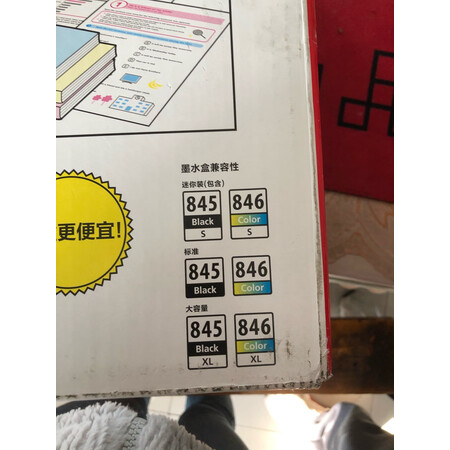 墨水盒兼容性
迷你装(包含)
845 846
Black Color
S S
更便宜!
标准
845 846
Black Color
大容量
845 846
Black Color
XL XL